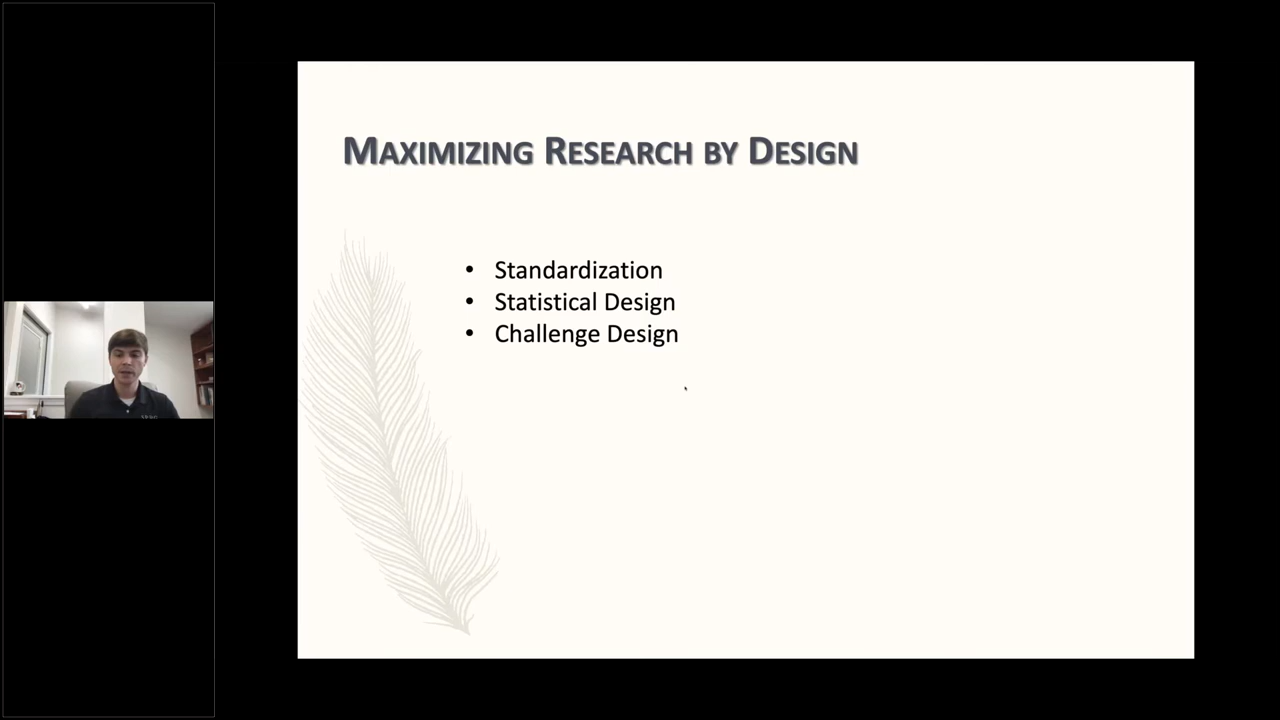 MAXIMIZING RESEARCH BY DESIGN
• Standardization
• Statistical Design
• Challenge Design